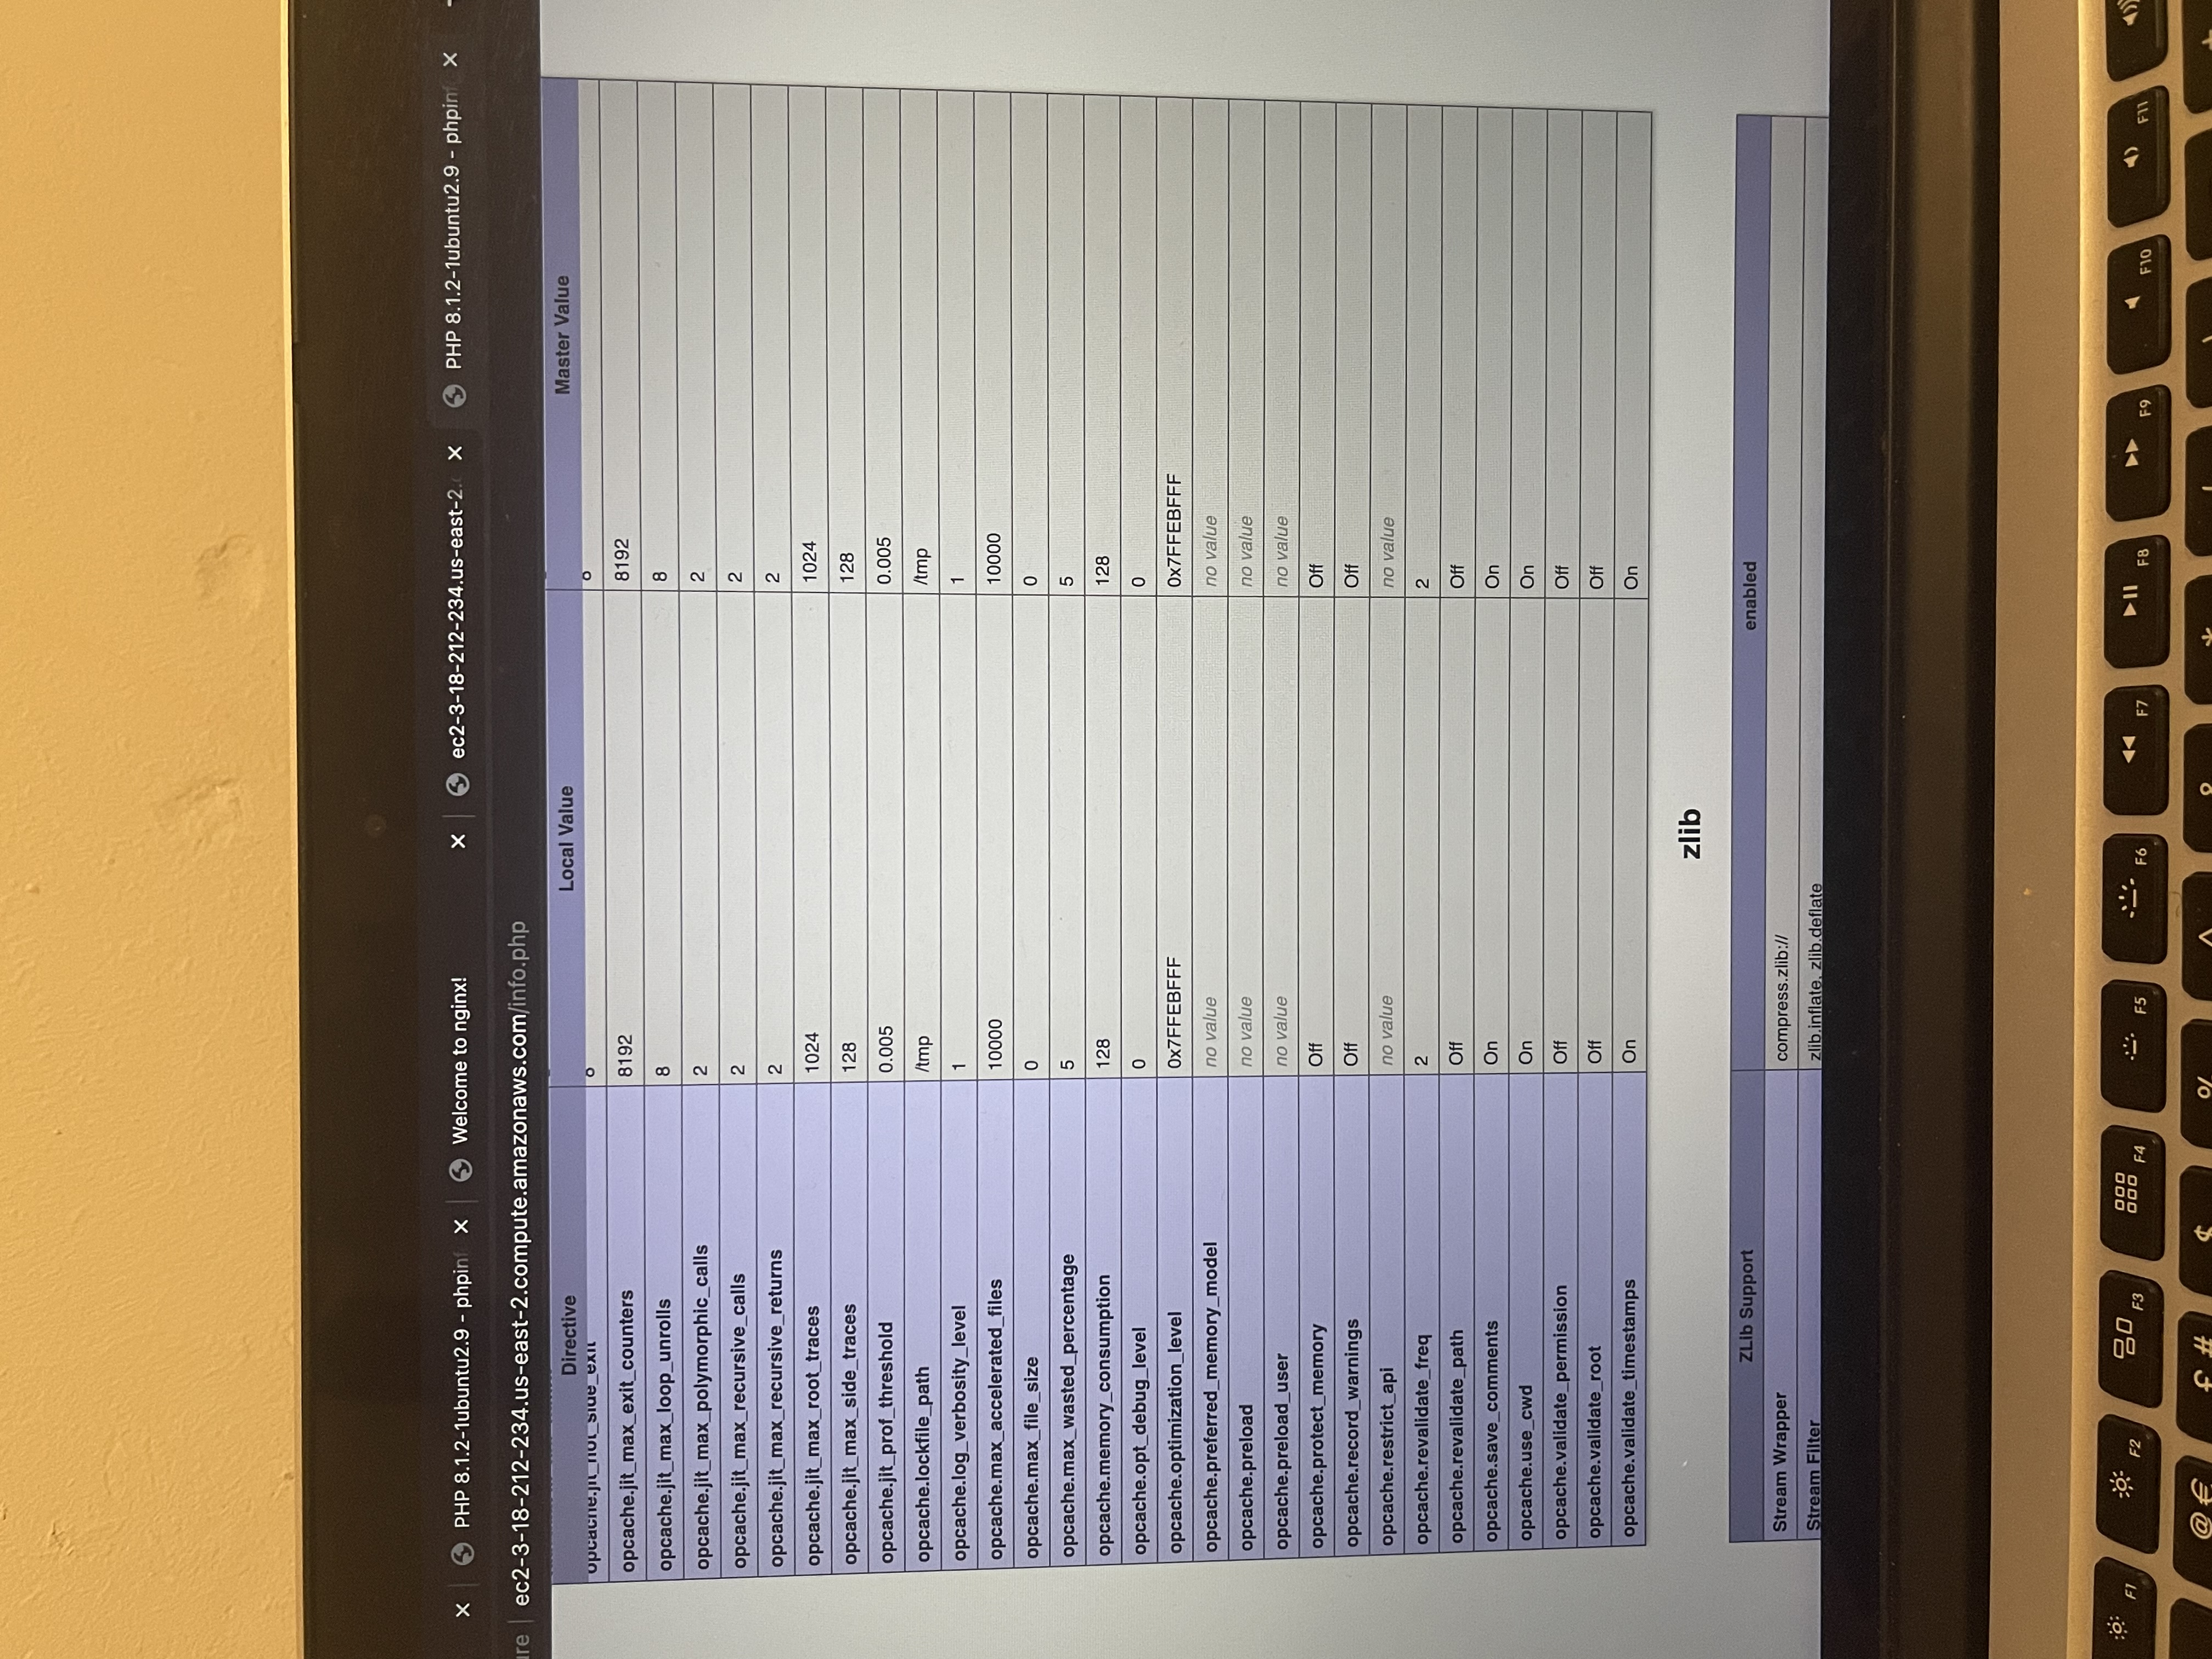 PHP 8.1.2-1ubuntu2.9 - phpinf
Welcome to nginx!
ec2-3-18-212-234.us-east-2.
PHP 8.1.2-1ubuntu2.9 - phpinf
ure ec2-3-18-212-234.us-east-2.compute.amazonaws.com/info.php
Directive Local Value Master Value
opcache.jit_hot_side_exit 8 8
opcache.jit_max_exit_counters 8192 8192
opcache.jit_max_loop_unrolls 8 8
opcache.jit_max_polymorphic_calls 2 2
opcache.jit_max_recursive_calls 2 2
opcache.jit_max_recursive_returns 2 2
opcache.jit_max_root_traces 1024 1024
opcache.jit_max_side_traces 128 128
opcache.jit_prof_threshold 0.005 0.005
opcache.lockfile_path /tmp /tmp
opcache.log_verbosity_level 1 1
opcache.max_accelerated_files 10000 10000
opcache.max_file_size 0 0
opcache.max_wasted_percentage 5 5
opcache.memory_consumption 128 128
opcache.opt_debug_level 0 0
opcache.optimization_level 0x7FFEBFFF 0x7FFEBFFF
opcache.preferred_memory_model no value no value
opcache.preload no value no value
opcache.preload_user no value no value
opcache.protect_memory Off Off
opcache.record_warnings Off Off
opcache.restrict_api no value no value
opcache.revalidate_freq 2 2
opcache.revalidate_path Off Off
opcache.save_comments On On
opcache.use_cwd On On
opcache.validate_permission Off Off
opcache.validate_root Off Off
opcache.validate_timestamps On On
zlib
ZLib Support enabled
Stream Wrapper compress.zlib://
Stream Filter zlib.inflate, zlib.deflate
F1 F2 F3 F4 F5 F6 F7 F8 F9 F10 F11
@ € £ # $ % ^ & *